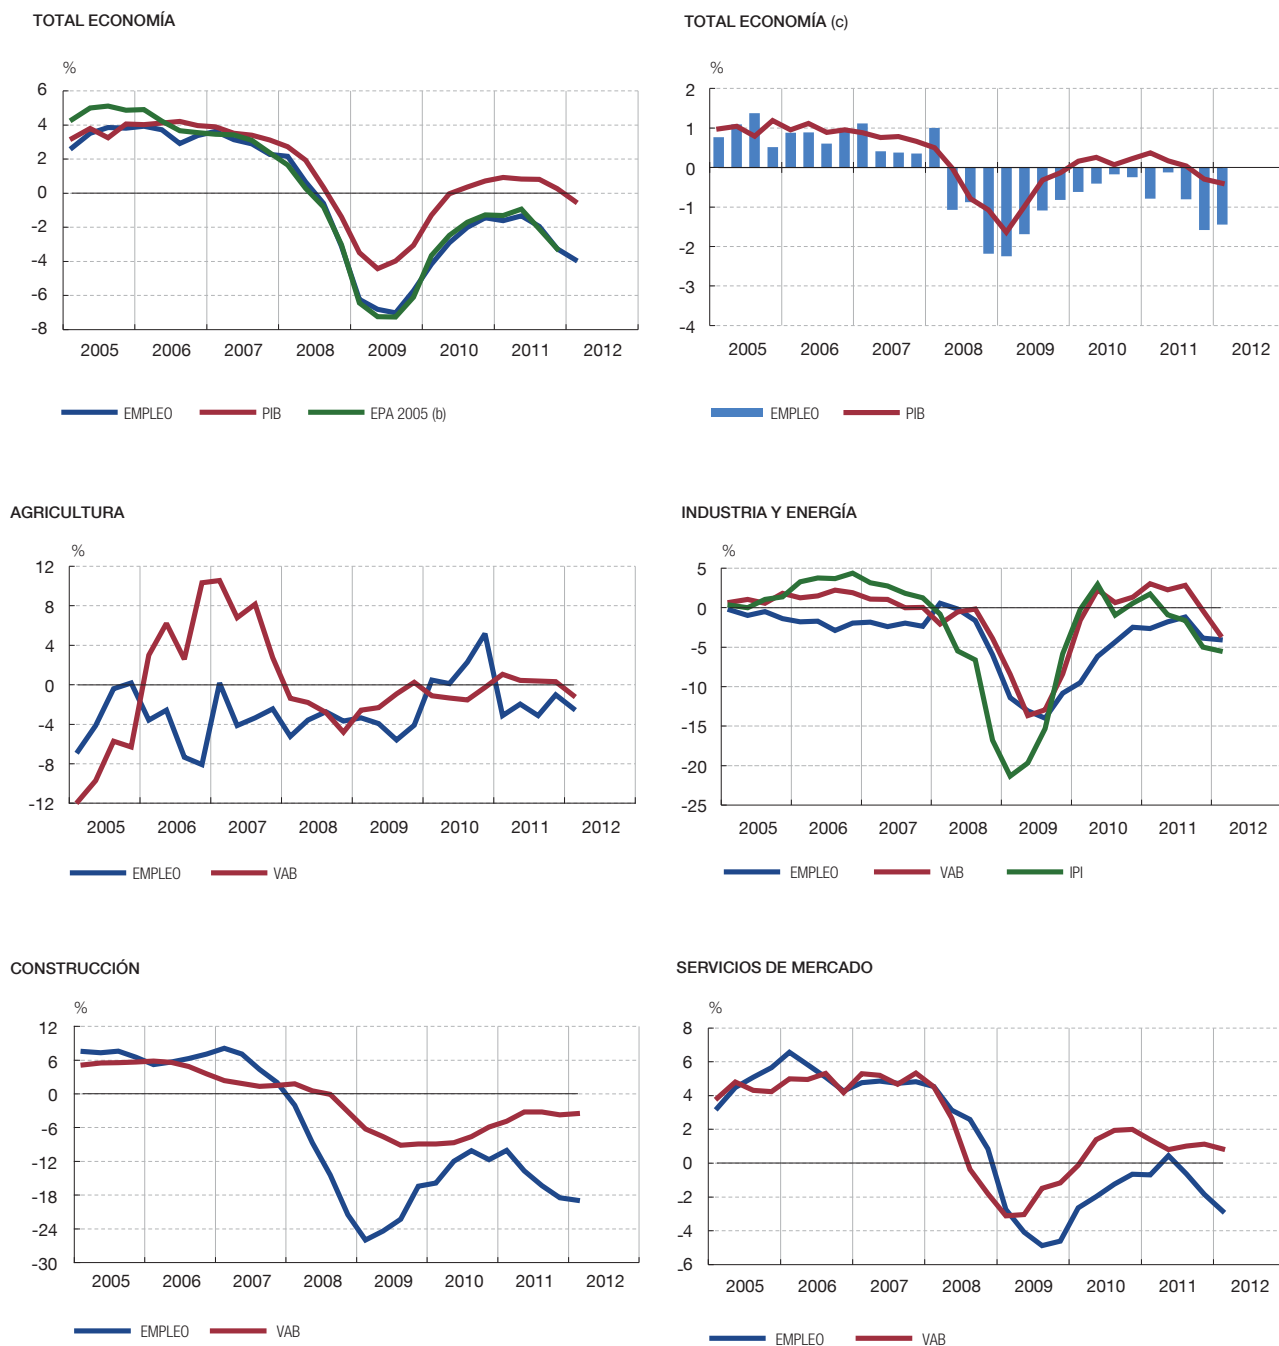 TOTAL ECONOMÍA
%
6
4
2
0
-2
-4
-6
-8
2005 2006 2007 2008 2009 2010 2011 2012
EMPLEO PIB EPA 2005 (b)
TOTAL ECONOMÍA (c)
%
2
1
0
-1
-2
-3
-4
2005 2006 2007 2008 2009 2010 2011 2012
EMPLEO PIB
AGRICULTURA
%
12
8
4
0
-4
-8
-12
2005 2006 2007 2008 2009 2010 2011 2012
EMPLEO VAB
INDUSTRIA Y ENERGÍA
%
5
0
-5
-10
-15
-20
-25
2005 2006 2007 2008 2009 2010 2011 2012
EMPLEO VAB IPI
CONSTRUCCIÓN
%
12
6
0
-6
-12
-18
-24
-30
2005 2006 2007 2008 2009 2010 2011 2012
EMPLEO VAB
SERVICIOS DE MERCADO
%
8
6
4
2
0
-2
-4
-6
2005 2006 2007 2008 2009 2010 2011 2012
EMPLEO VAB